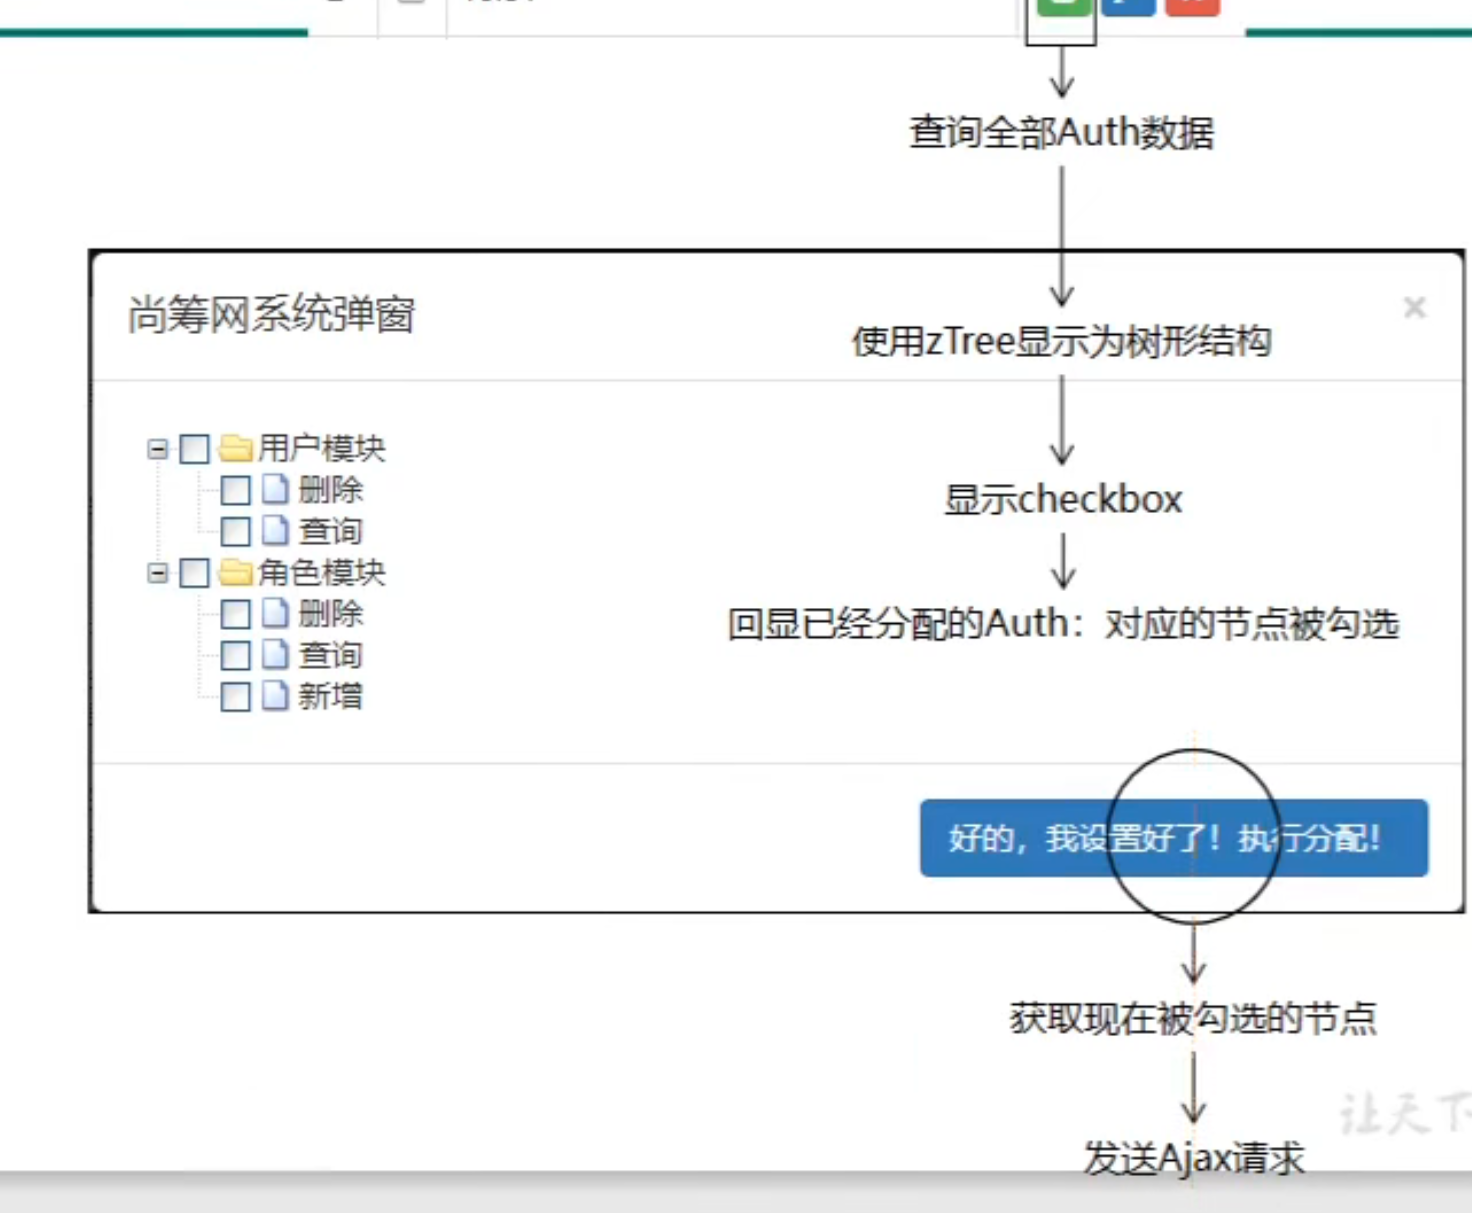 查询全部Auth数据
尚筹网系统弹窗
×
使用zTree显示为树形结构
用户模块
删除
查询
角色模块
删除
查询
新增
显示checkbox
回显已经分配的Auth：对应的节点被勾选
好的，我设置好了！执行分配！
获取现在被勾选的节点
让天下
发送Ajax请求